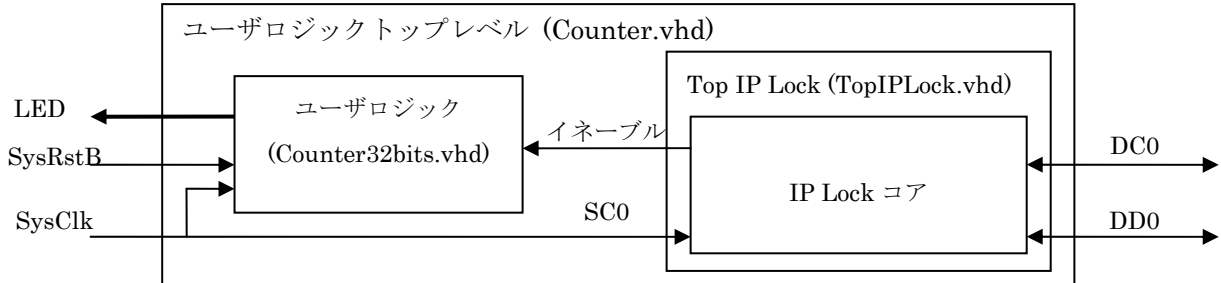 ユーザロジックトップレベル (Counter.vhd)
Top IP Lock (TopIPLock.vhd)
LED
ユーザロジック
(Counter32bits.vhd)
イネーブル
SysRstB
DC0
IP Lock コア
SysClk
SC0
DD0